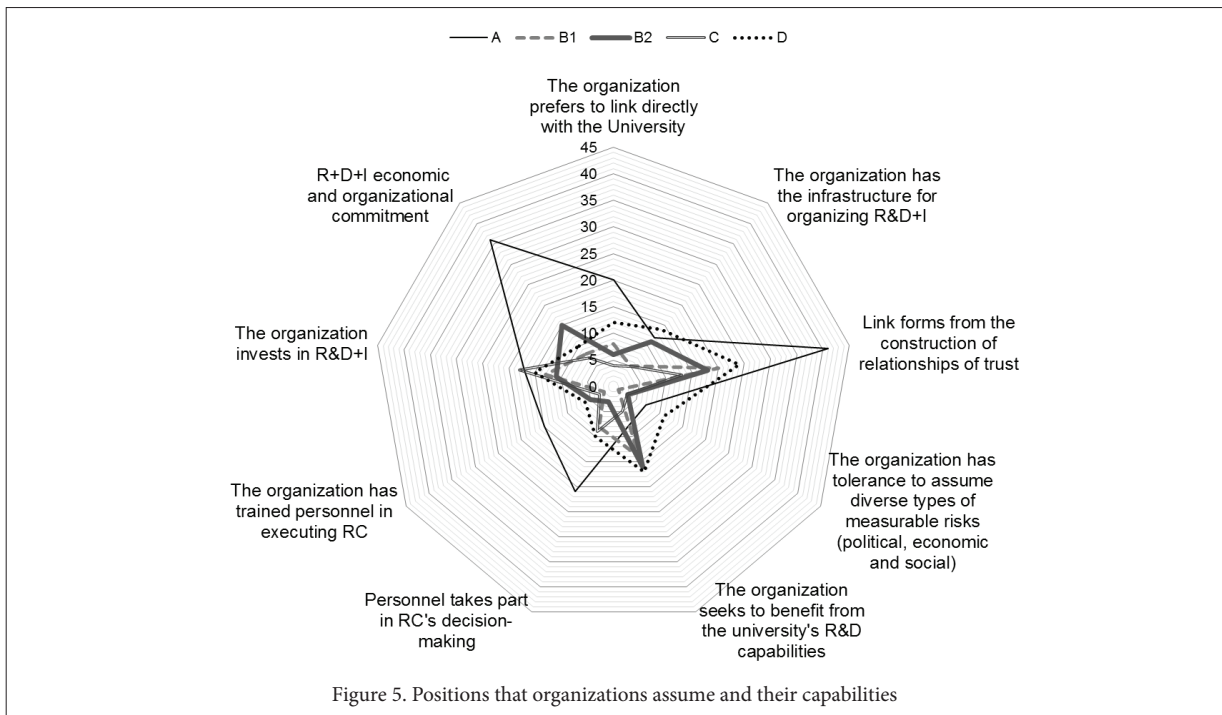 A B1 B2 C D
The organization
prefers to link directly
with the University
45
40
35
30
25
20
15
10
5
0
The organization has
the infrastructure for
organizing R&D+I
Link forms from the
construction of
relationships of trust
The organization has
tolerance to assume
diverse types of
measurable risks
(political, economic
and social)
The organization
seeks to benefit from
the university's R&D
capabilities
Personnel takes part
in RC's decision-
making
The organization has
trained personnel in
executing RC
The organization
invests in R&D+I
R+D+I economic
and organizational
commitment
Figure 5. Positions that organizations assume and their capabilities